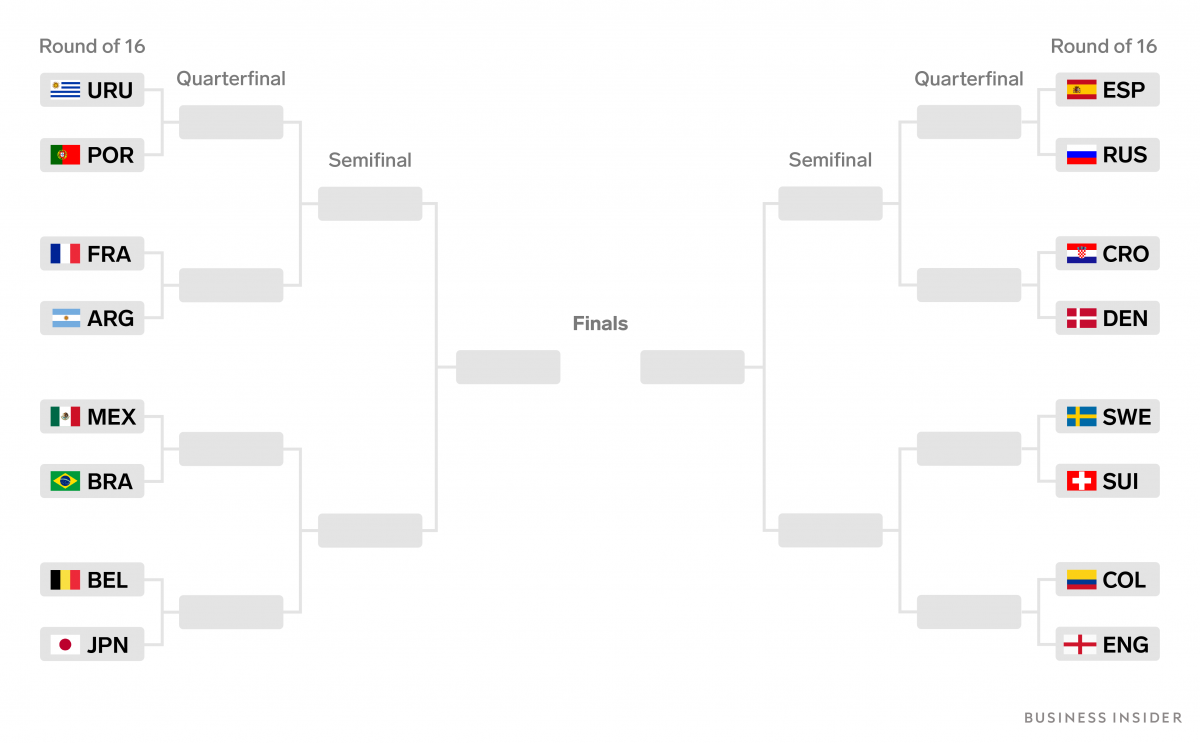 Round of 16
Quarterfinal
URU
POR
Semifinal
FRA
ARG
MEX
BRA
BEL
JPN
Finals
Round of 16
Quarterfinal
ESP
RUS
Semifinal
CRO
DEN
SWE
SUI
COL
ENG
BUSINESS INSIDER